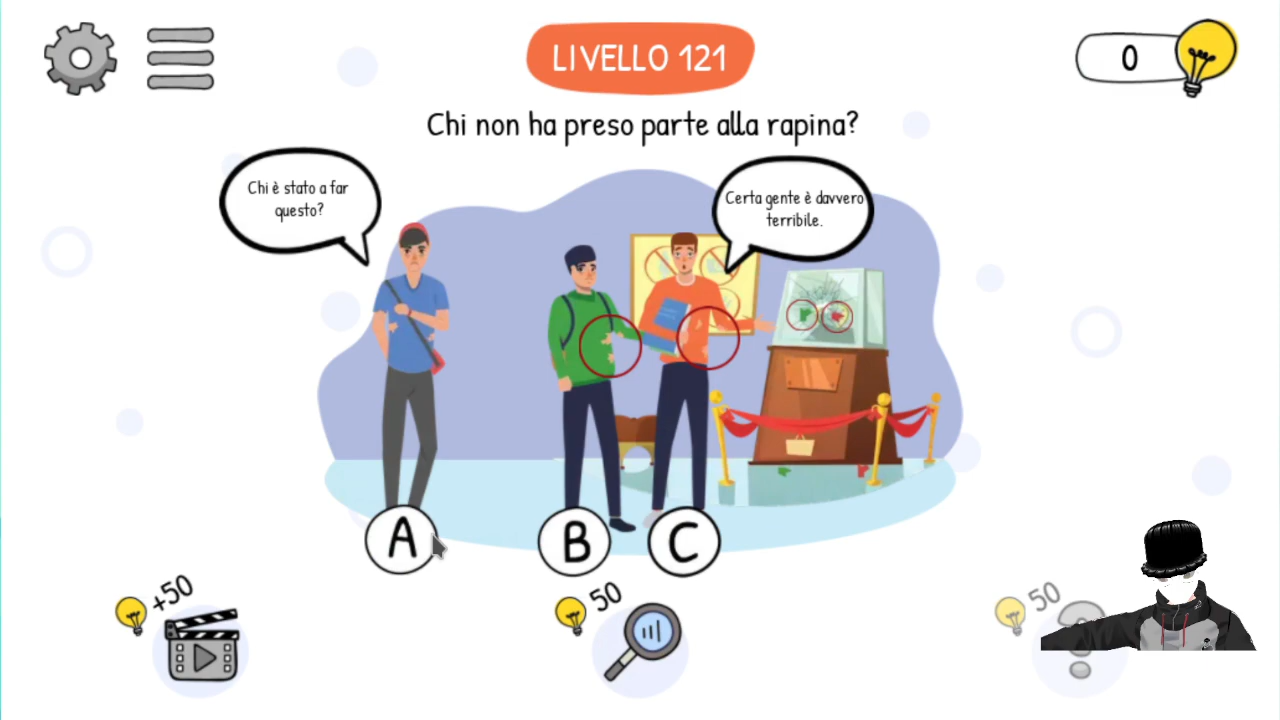 LIVELLO 121
0
Chi non ha preso parte alla rapina?
Chi è stato a far
questo?
Certa gente è davvero
terribile.
A
B
C
+50
50
50